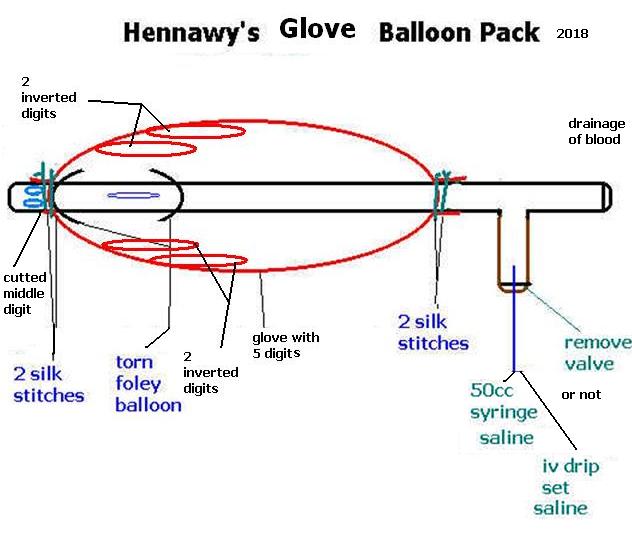 Hennawy's Glove Balloon Pack 2018
2
inverted
digits
drainage
of blood
cutted
middle
digit
2 silk
stitches
torn
foley
balloon
2
inverted
digits
glove with
5 digits
2 silk
stitches
remove
valve
or not
50cc
syringe
saline
iv drip
set
saline